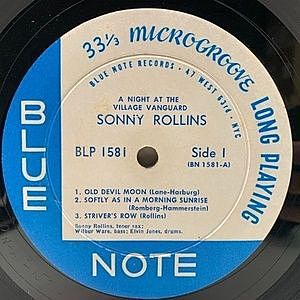 33⅓ MICROGROOVE LONG PLAYING
BLUE NOTE RECORDS • 47 WEST 63rd • NYC
A NIGHT AT THE
VILLAGE VANGUARD
SONNY ROLLINS
BLP 1581
Side 1
(BN 1581-A)
1. OLD DEVIL MOON (Lane-Harburg)
2. SOFTLY AS IN A MORNING SUNRISE
(Romberg-Hammerstein)
3. STRIVER'S ROW (Rollins)
Sonny Rollins, tenor sax;
Wilbur Ware, bass; Elvin Jones, drums.
BLUE
NOTE